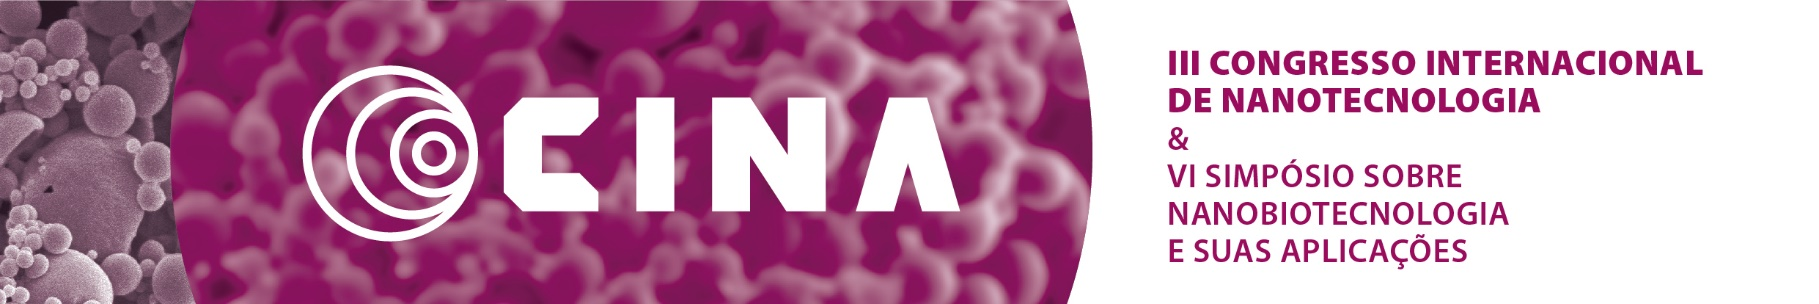 CINA
III CONGRESSO INTERNACIONAL
DE NANOTECNOLOGIA
&
VI SIMPÓSIO SOBRE
NANOBIOTECNOLOGIA
E SUAS APLICAÇÕES